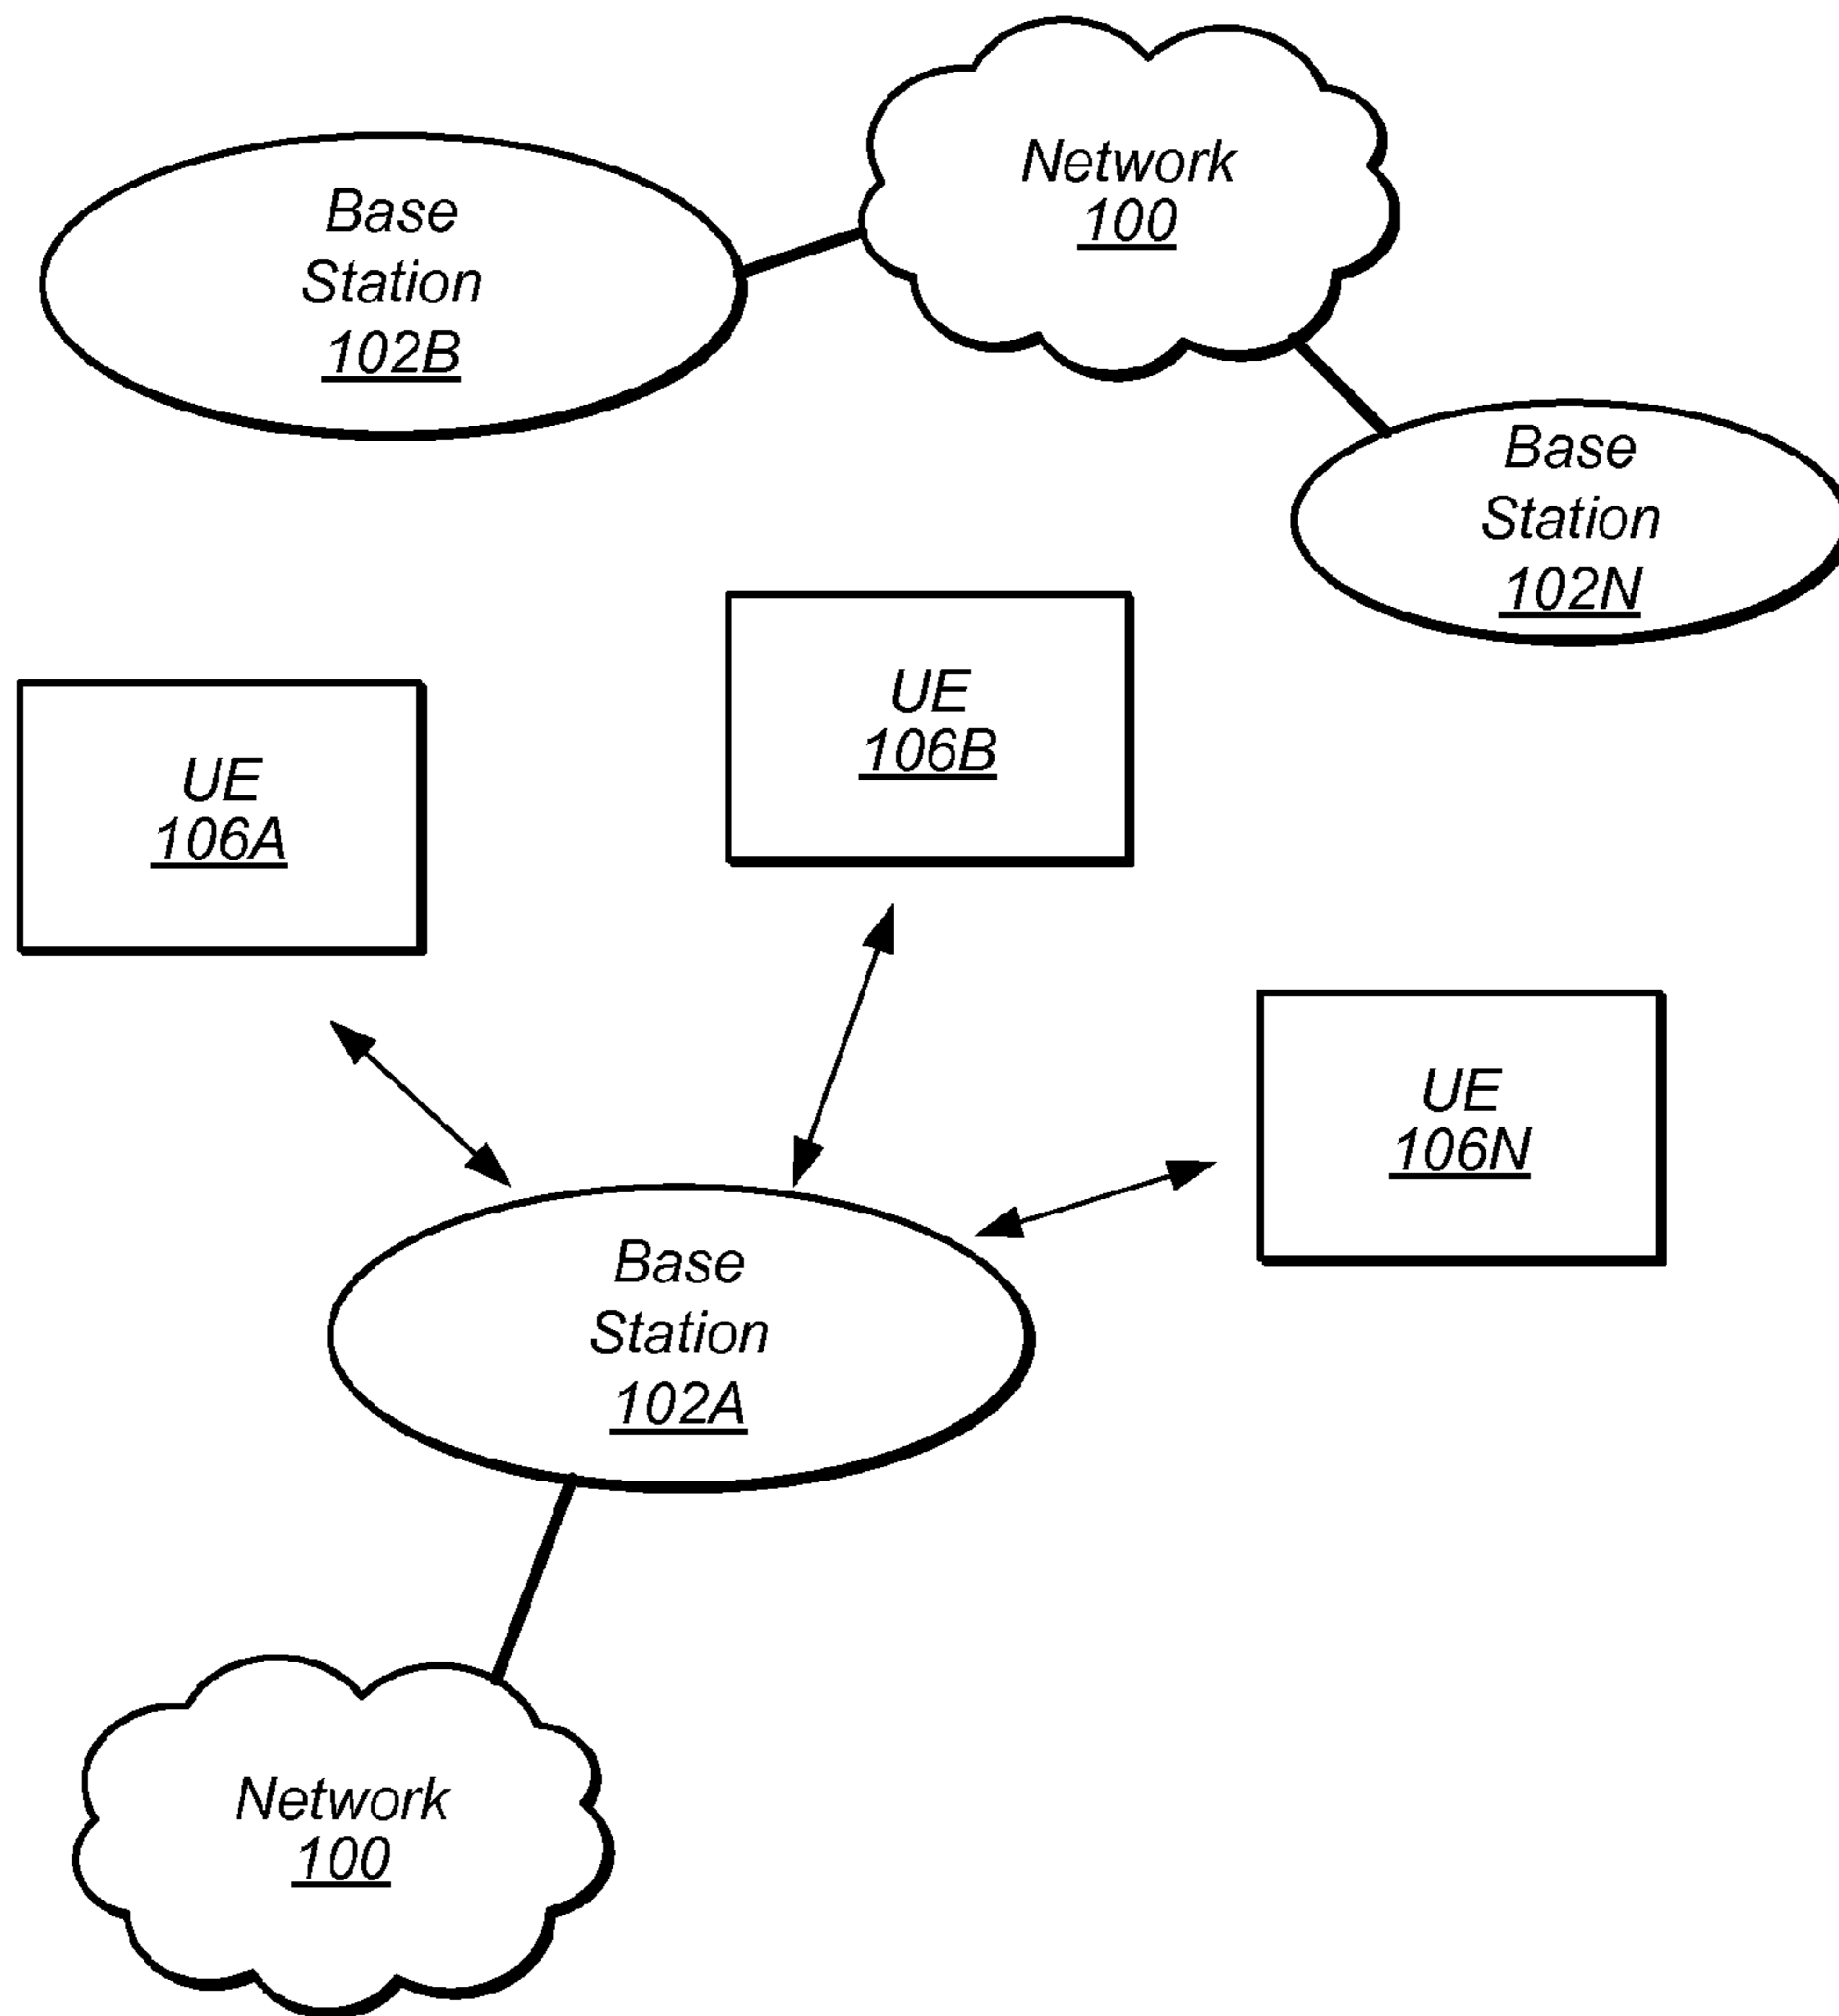 Network
100
Base
Station
102B
Base
Station
102N
UE
106B
UE
106A
UE
106N
Base
Station
102A
Network
100